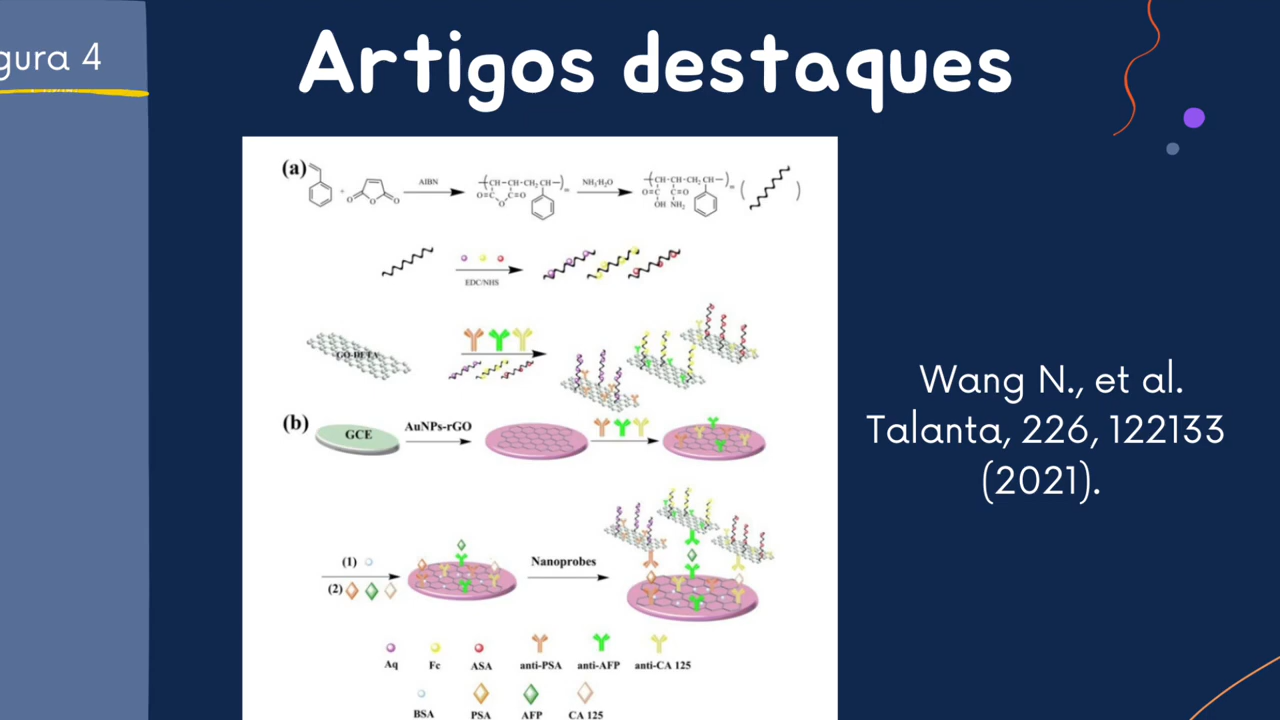 gura 4
Artigos destaques
(a)
AIBN
NH₃·H₂O
EDC/NHS
GO-DETA
(b)
GCE
AuNPs-rGO
Wang N., et al.
Talanta, 226, 122133
(2021).
(1)
(2)
Nanoprobes
Aq
Fc
ASA
anti-PSA
anti-AFP
anti-CA 125
BSA
PSA
AFP
CA 125